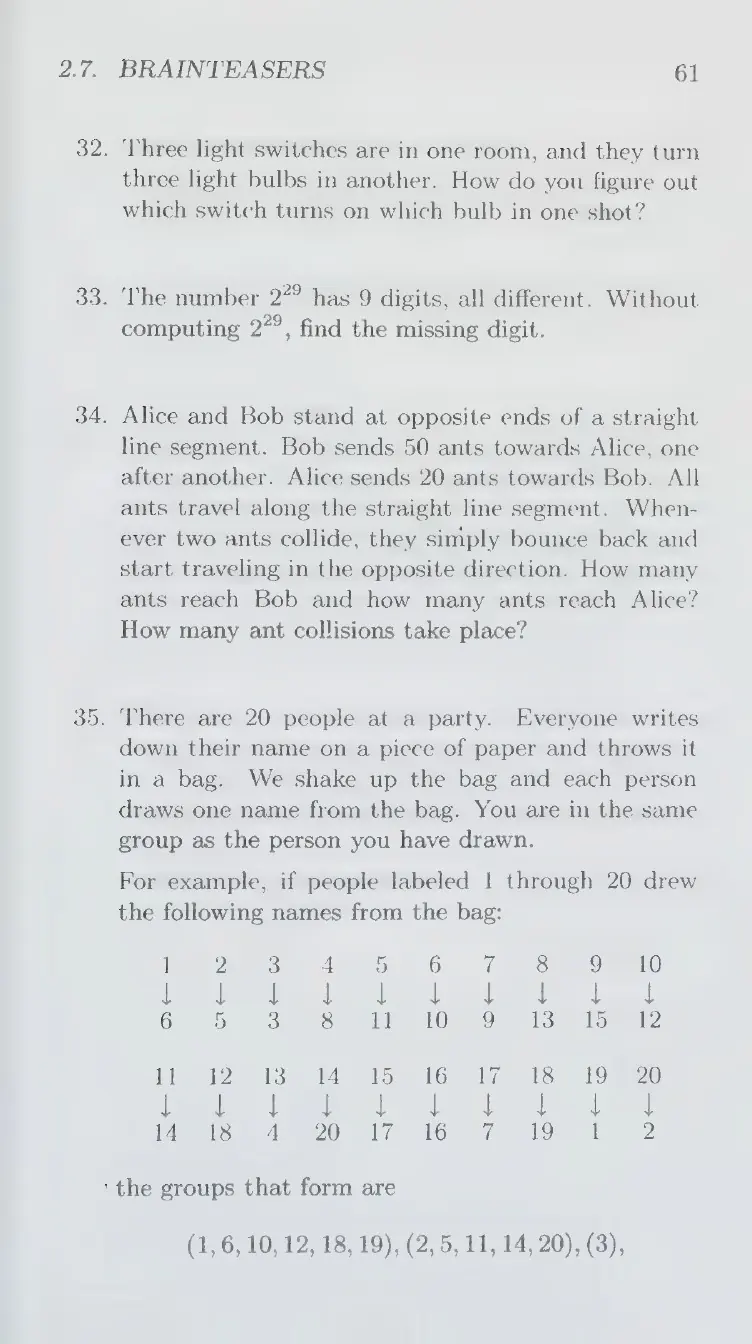 2.7. BRAINTEASERS 61
32. Three light switches are in one room, and they turn
three light bulbs in another. How do you figure out
which switch turns on which bulb in one shot?
33. The number 2²⁹ has 9 digits, all different. Without
computing 2²⁹, find the missing digit.
34. Alice and Bob stand at opposite ends of a straight
line segment. Bob sends 50 ants towards Alice, one
after another. Alice sends 20 ants towards Bob. All
ants travel along the straight line segment. When-
ever two ants collide, they simply bounce back and
start traveling in the opposite direction. How many
ants reach Bob and how many ants reach Alice?
How many ant collisions take place?
35. There are 20 people at a party. Everyone writes
down their name on a piece of paper and throws it
in a bag. We shake up the bag and each person
draws one name from the bag. You are in the same
group as the person you have drawn.
For example, if people labeled 1 through 20 drew
the following names from the bag:
1 2 3 4 5 6 7 8 9 10
↓ ↓ ↓ ↓ ↓ ↓ ↓ ↓ ↓ ↓
6 5 3 8 11 10 9 13 15 12
11 12 13 14 15 16 17 18 19 20
↓ ↓ ↓ ↓ ↓ ↓ ↓ ↓ ↓ ↓
14 18 4 20 17 16 7 19 1 2
the groups that form are
(1, 6, 10, 12, 18, 19), (2, 5, 11, 14, 20), (3),